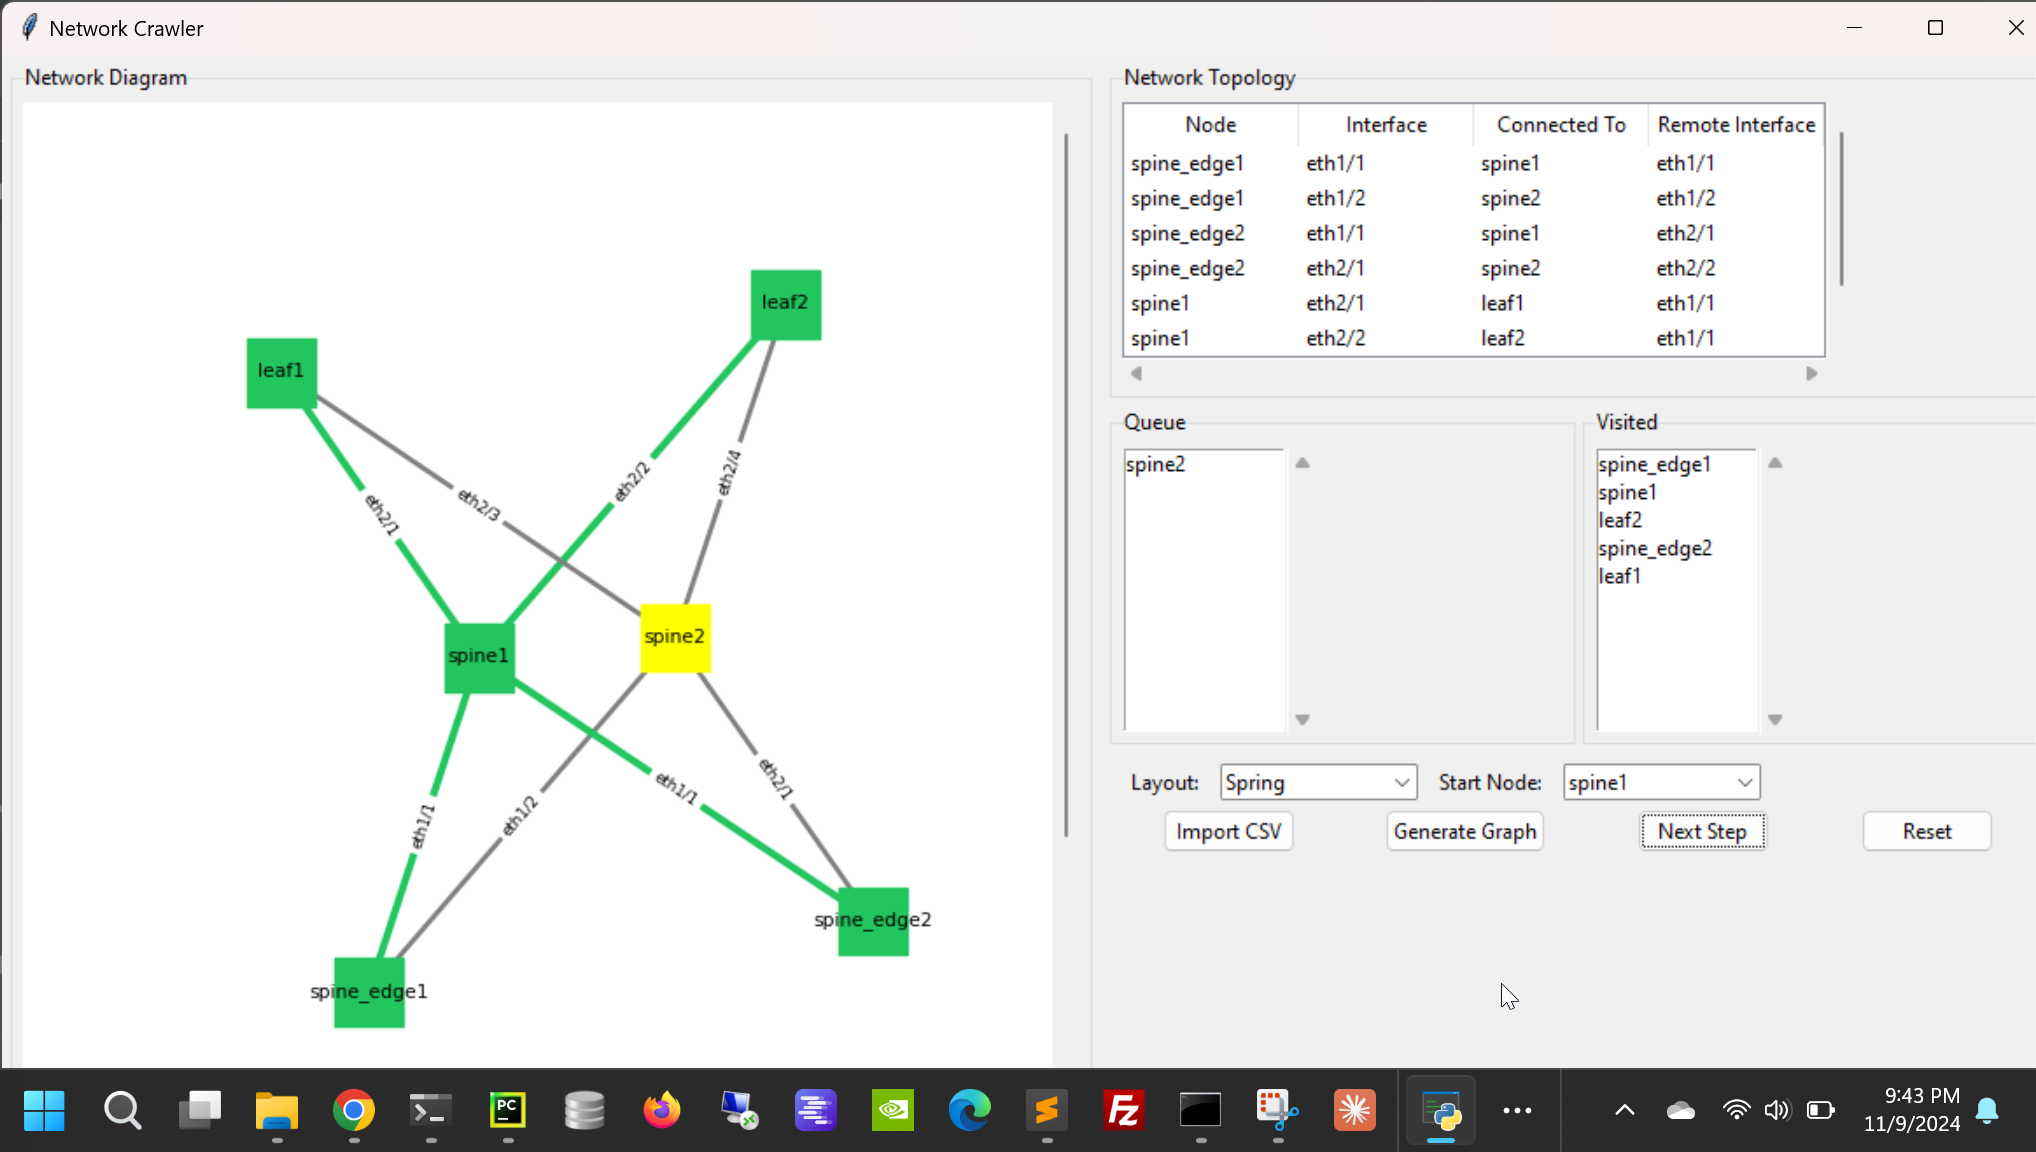 Network Crawler
Network Diagram
leaf2
leaf1
eth2/2
eth2/4
eth2/3
eth2/1
spine2
spine1
eth2/1
eth1/1
eth1/2
eth1/1
spine_edge2
spine_edge1
Network Topology
Node Interface Connected To Remote Interface
spine_edge1 eth1/1 spine1 eth1/1
spine_edge1 eth1/2 spine2 eth1/2
spine_edge2 eth1/1 spine1 eth2/1
spine_edge2 eth2/1 spine2 eth2/2
spine1 eth2/1 leaf1 eth1/1
spine1 eth2/2 leaf2 eth1/1
Queue
spine2
Visited
spine_edge1
spine1
leaf2
spine_edge2
leaf1
Layout: Spring Start Node: spine1
Import CSV Generate Graph Next Step Reset
PC
FZ
9:43 PM
11/9/2024